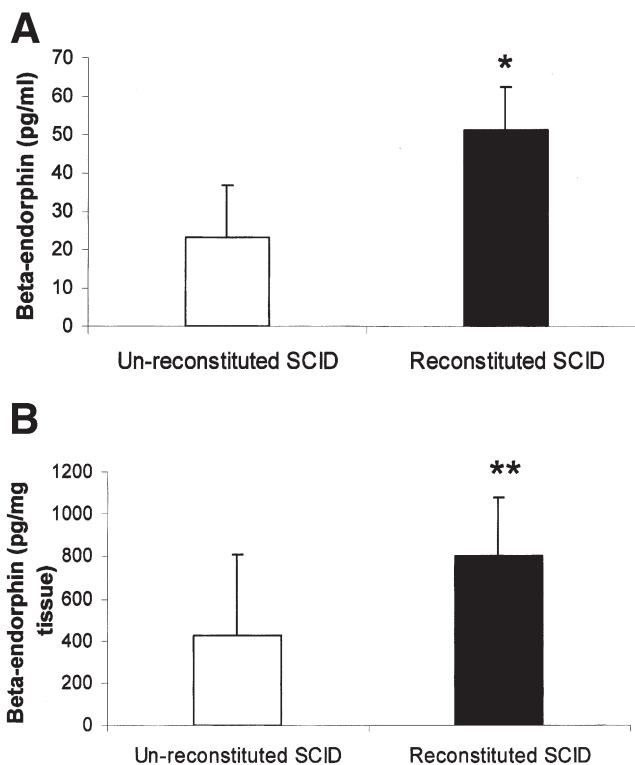 A
Beta-endorphin (pg/ml)
70
60
50
40
30
20
10
0
*
Un-reconstituted SCID
Reconstituted SCID
B
Beta-endorphin (pg/mg
tissue)
1200
1000
800
600
400
200
0
**
Un-reconstituted SCID
Reconstituted SCID